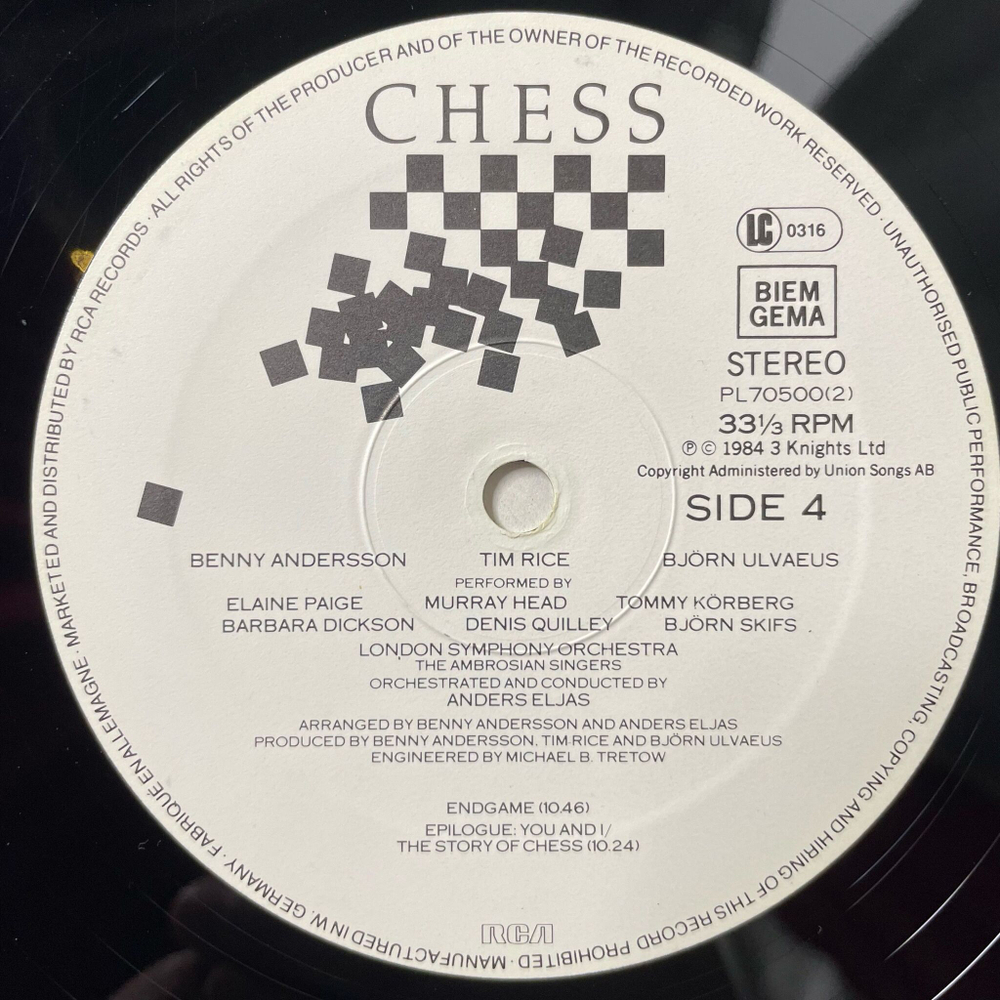 MANUFACTURED IN W. GERMANY · FABRIQUÉ EN ALLEMAGNE · MARKETED AND DISTRIBUTED BY RCA RECORDS · ALL RIGHTS OF THE PRODUCER AND OF THE OWNER OF THE RECORDED WORK RESERVED · UNAUTHORISED PUBLIC PERFORMANCE, BROADCASTING, COPYING AND HIRING OF THIS RECORD PROHIBITED ·
CHESS
LC 0316
BIEM
GEMA
STEREO
PL70500(2)
33⅓ RPM
℗ © 1984 3 Knights Ltd
Copyright Administered by Union Songs AB
SIDE 4
BENNY ANDERSSON TIM RICE BJÖRN ULVAEUS
PERFORMED BY
ELAINE PAIGE MURRAY HEAD TOMMY KÖRBERG
BARBARA DICKSON DENIS QUILLEY BJÖRN SKIFS
LONDON SYMPHONY ORCHESTRA
THE AMBROSIAN SINGERS
ORCHESTRATED AND CONDUCTED BY
ANDERS ELJAS
ARRANGED BY BENNY ANDERSSON AND ANDERS ELJAS
PRODUCED BY BENNY ANDERSSON, TIM RICE AND BJÖRN ULVAEUS
ENGINEERED BY MICHAEL B. TRETOW
ENDGAME (10.46)
EPILOGUE: YOU AND I/
THE STORY OF CHESS (10.24)
RCA